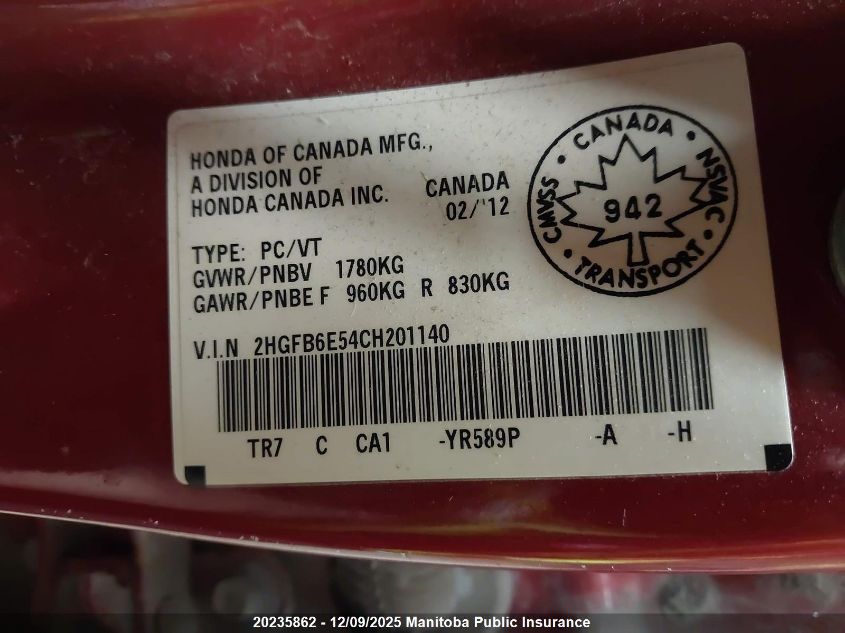 HONDA OF CANADA MFG.,
A DIVISION OF
HONDA CANADA INC. CANADA
02/'12
TYPE: PC/VT
GVWR/PNBV 1780KG
GAWR/PNBE F 960KG R 830KG
V.I.N 2HGFB6E54CH201140
TR7 C CA1 -YR589P -A -H
CANADA
CMVSS 942 NSVAC
TRANSPORT
20235862 - 12/09/2025 Manitoba Public Insurance